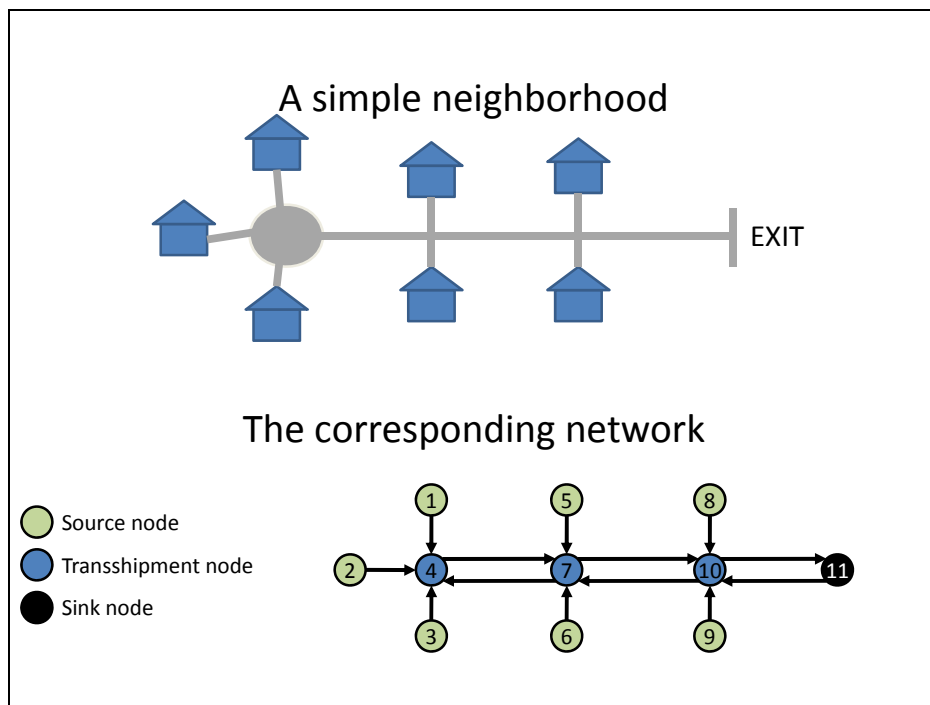 A simple neighborhood
EXIT
The corresponding network
1 5 8
Source node
Transshipment node
2 4 7 10 11
Sink node
3 6 9